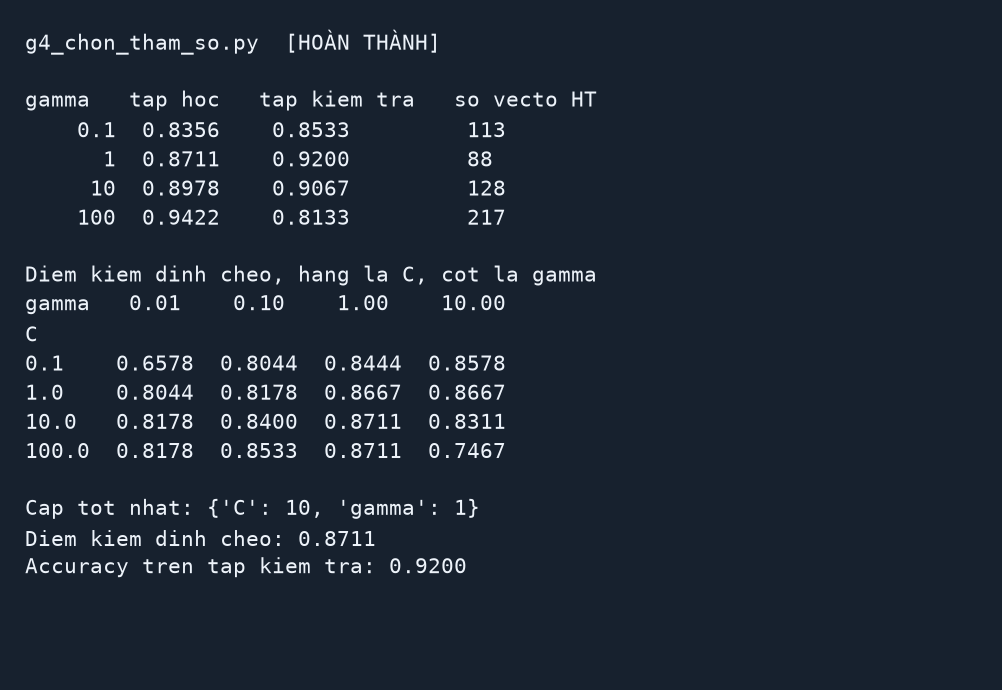 g4_chon_tham_so.py  [HOÀN THÀNH]
gamma   tap hoc   tap kiem tra   so vecto HT
0.1  0.8356    0.8533         113
1  0.8711    0.9200         88
10  0.8978    0.9067         128
100  0.9422    0.8133         217
Diem kiem dinh cheo, hang la C, cot la gamma
gamma   0.01    0.10    1.00    10.00
C
0.1    0.6578  0.8044  0.8444  0.8578
1.0    0.8044  0.8178  0.8667  0.8667
10.0   0.8178  0.8400  0.8711  0.8311
100.0  0.8178  0.8533  0.8711  0.7467
Cap tot nhat: {'C': 10, 'gamma': 1}
Diem kiem dinh cheo: 0.8711
Accuracy tren tap kiem tra: 0.9200